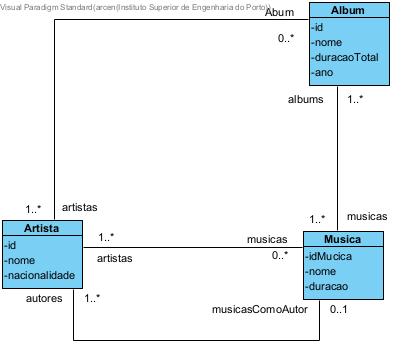 Visual Paradigm Standard(arcen(Instituto Superior de Engenharia do Porto))
Abum
0..*
Album
-id
-nome
-duracaoTotal
-ano
albums
1..*
1..*
musicas
1..*
artistas
Artista
-id
-nome
-nacionalidade
1..*
artistas
musicas
0..*
Musica
-idMucica
-nome
-duracao
autores
1..*
musicasComoAutor
0..1